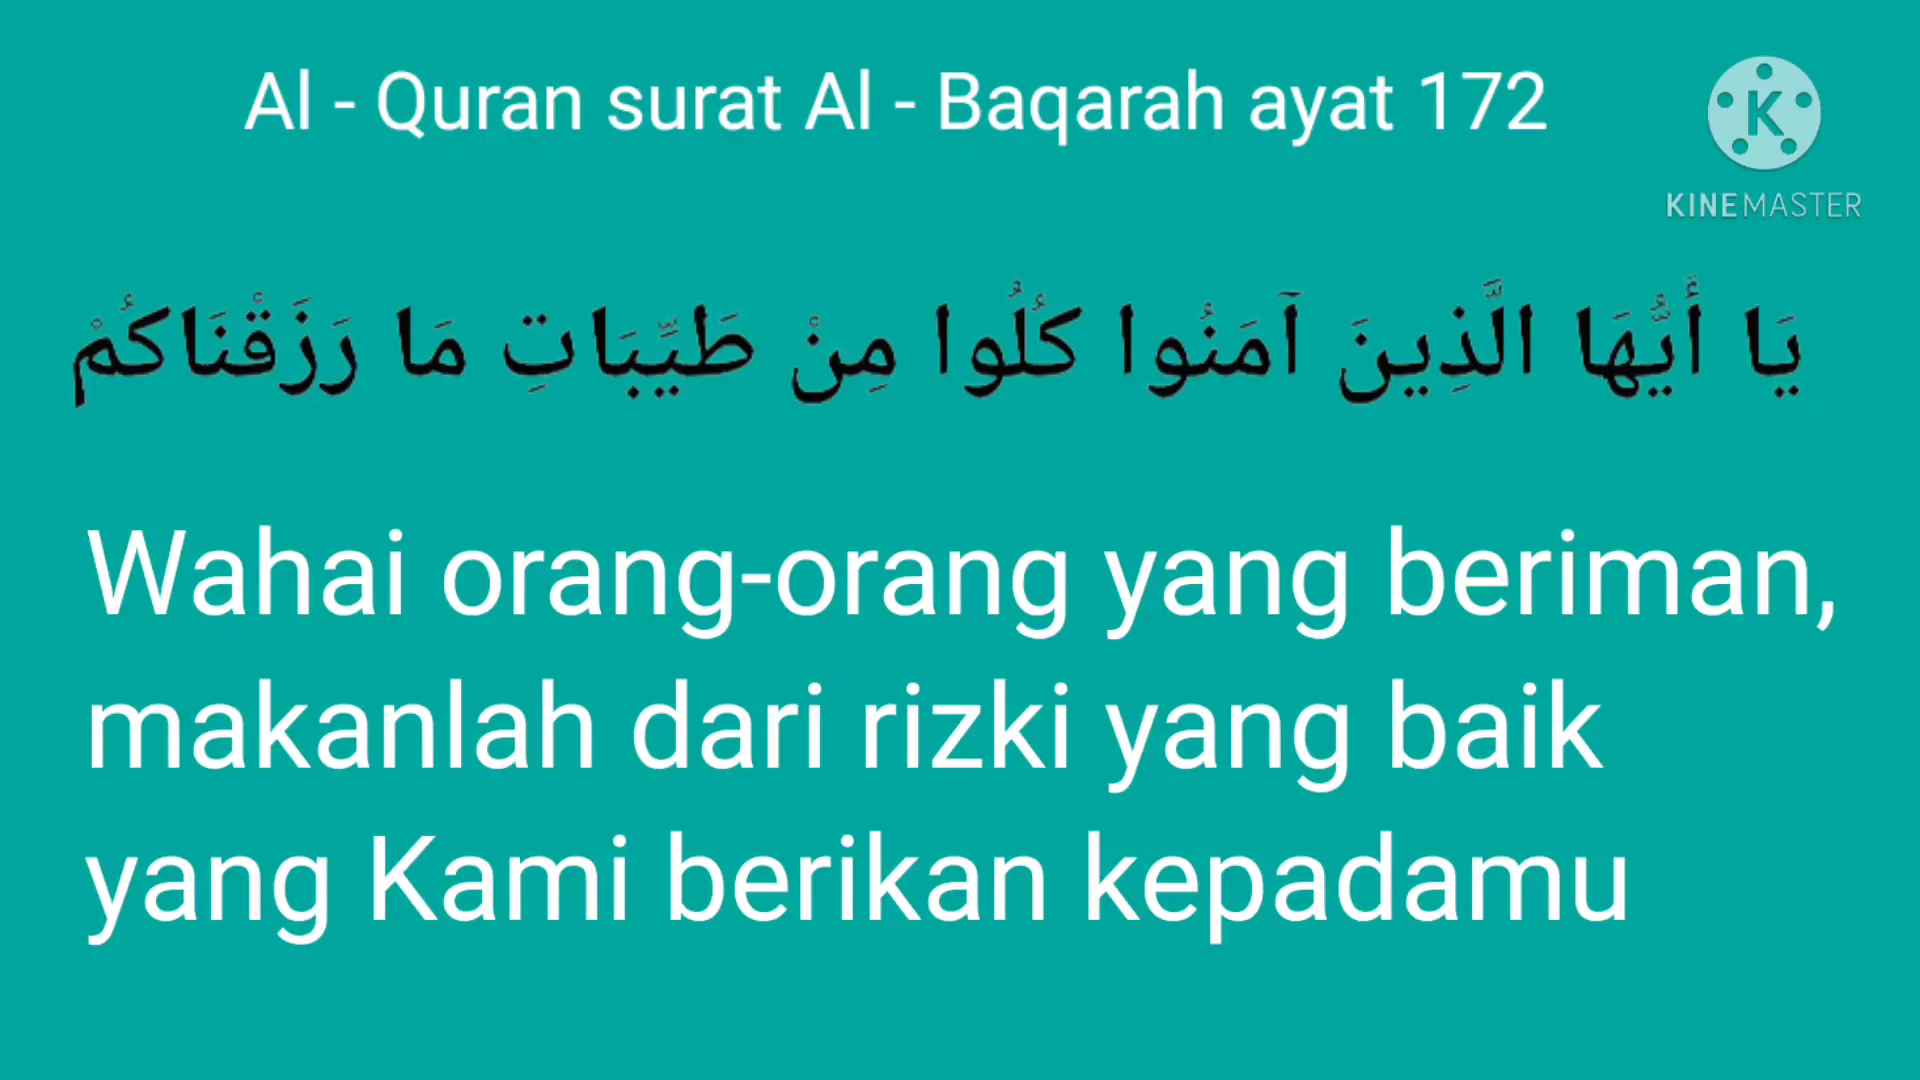 Al - Quran surat Al - Baqarah ayat 172
KINEMASTER
يَا أَيُّهَا الَّذِينَ آمَنُوا كُلُوا مِنْ طَيِّبَاتِ مَا رَزَقْنَاكُمْ
Wahai orang-orang yang beriman,
makanlah dari rizki yang baik
yang Kami berikan kepadamu